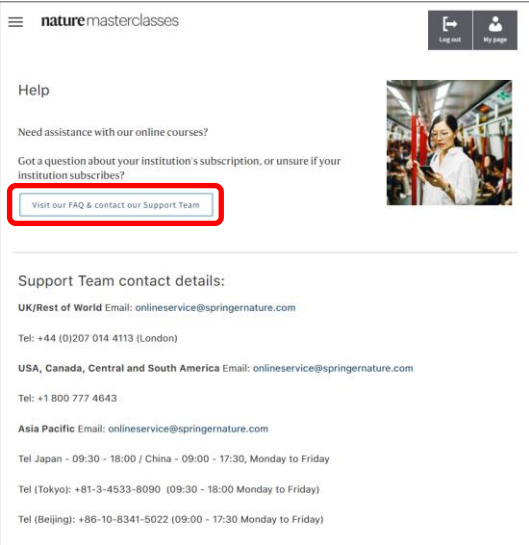 nature masterclasses
Log out
My page
Help
Need assistance with our online courses?
Got a question about your institution's subscription, or unsure if your
institution subscribes?
Visit our FAQ & contact our Support Team
Support Team contact details:
UK/Rest of World Email: onlineservice@springernature.com
Tel: +44 (0)207 014 4113 (London)
USA, Canada, Central and South America Email: onlineservice@springernature.com
Tel: +1 800 777 4643
Asia Pacific Email: onlineservice@springernature.com
Tel Japan - 09:30 - 18:00 / China - 09:00 - 17:30, Monday to Friday
Tel (Tokyo): +81-3-4533-8090 (09:30 - 18:00 Monday to Friday)
Tel (Beijing): +86-10-8341-5022 (09:00 - 17:30 Monday to Friday)